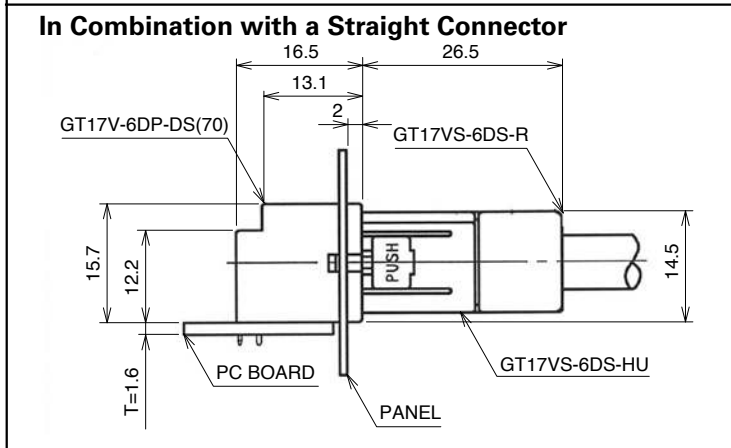 In Combination with a Straight Connector
16.5
26.5
13.1
2
GT17V-6DP-DS(70)
GT17VS-6DS-R
15.7
12.2
PUSH
14.5
GT17VS-6DS-HU
PC BOARD
T=1.6
PANEL